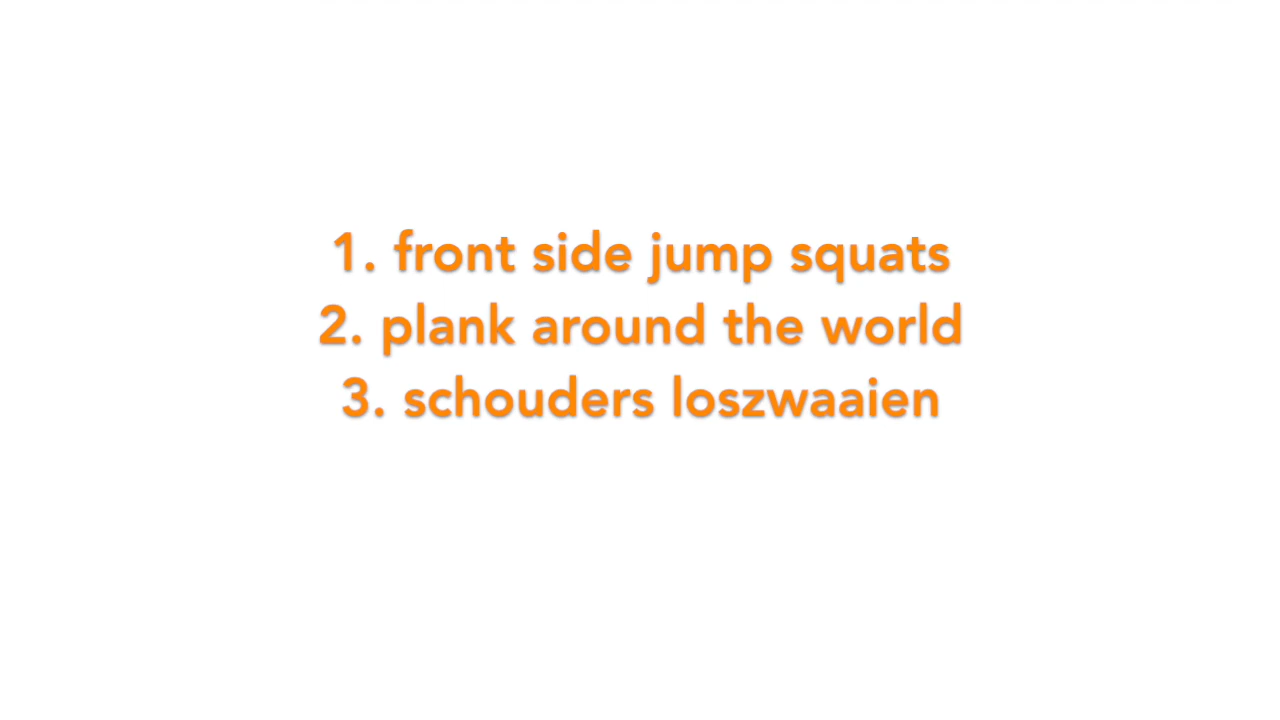 1. front side jump squats
2. plank around the world
3. schouders loszwaaien